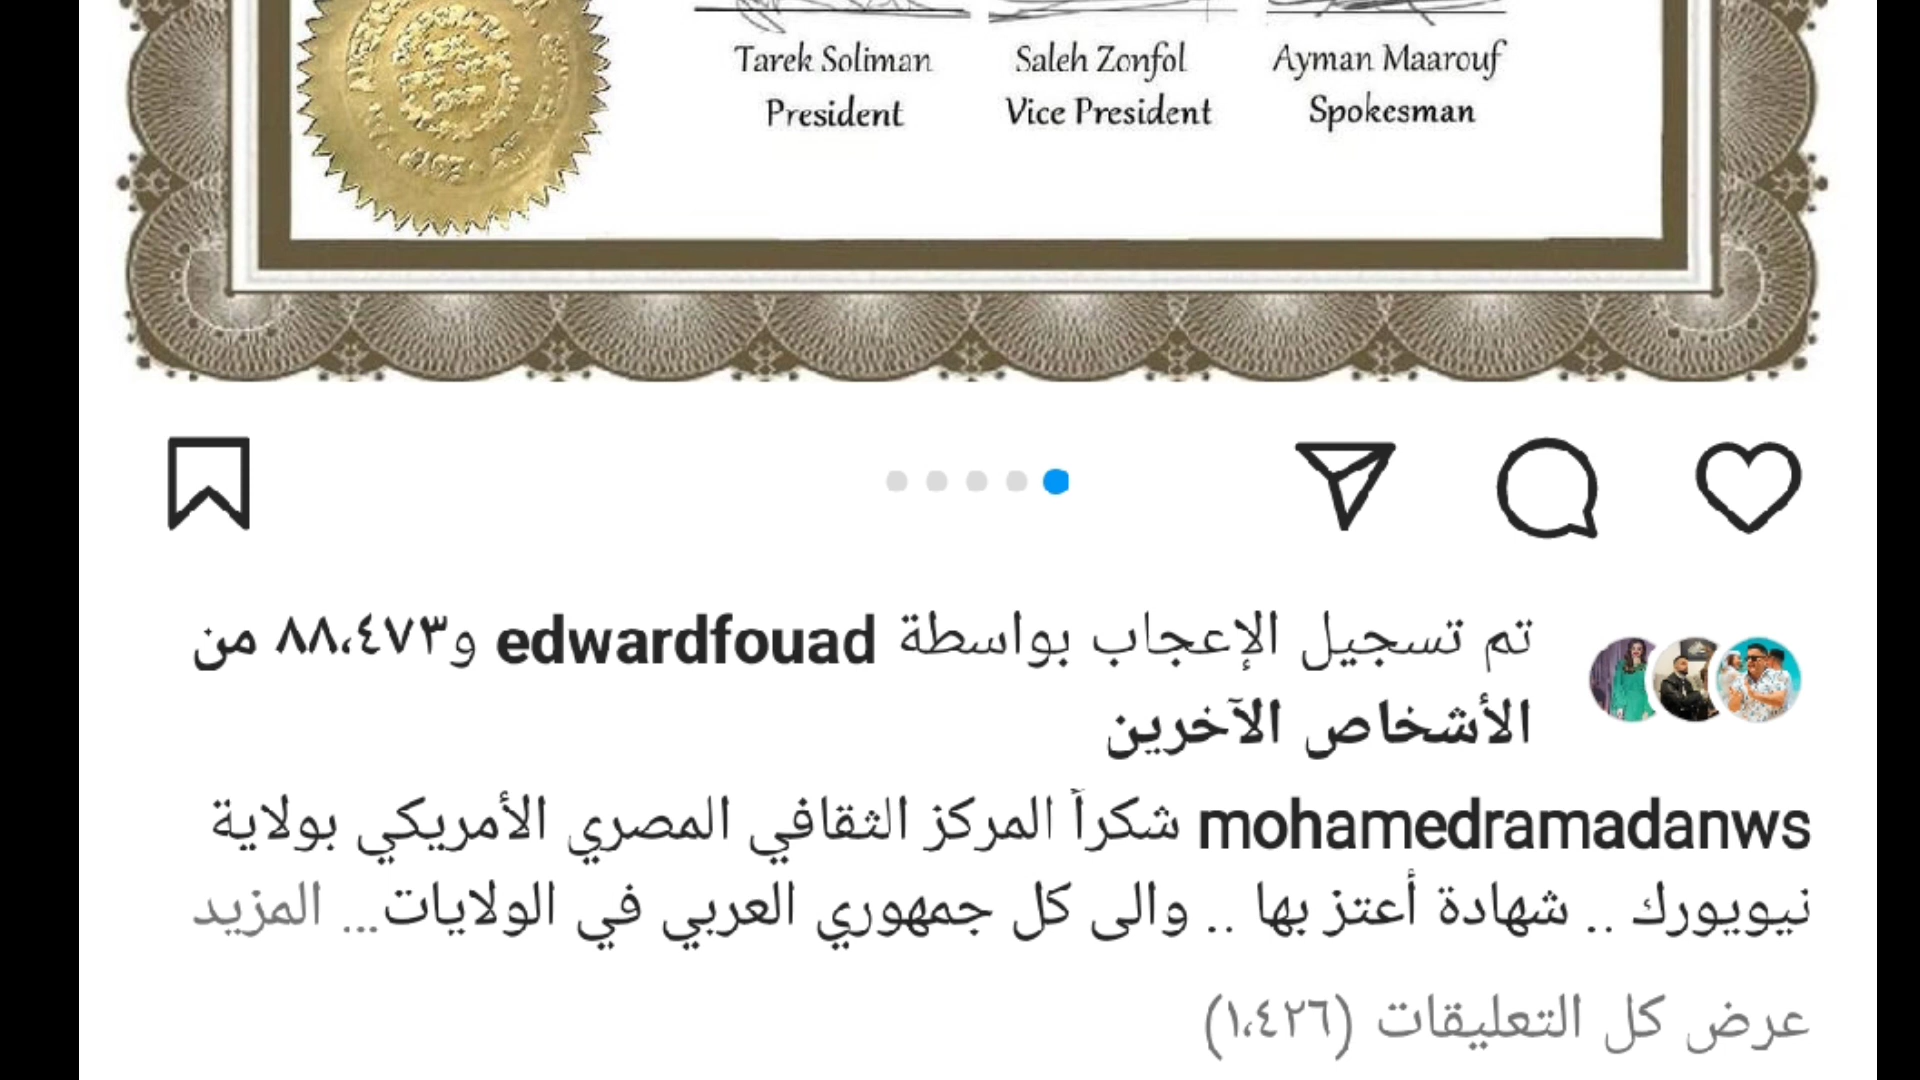 Tarek Soliman
President
Saleh Zonfol
Vice President
Ayman Maarouf
Spokesman
تم تسجيل الإعجاب بواسطة edwardfouad و٨٨،٤٧٣ من
الأشخاص الآخرين
mohamedramadanws شكراً المركز الثقافي المصري الأمريكي بولاية
نيويورك .. شهادة أعتز بها .. والى كل جمهوري العربي في الولايات... المزيد
عرض كل التعليقات (١،٤٢٦)